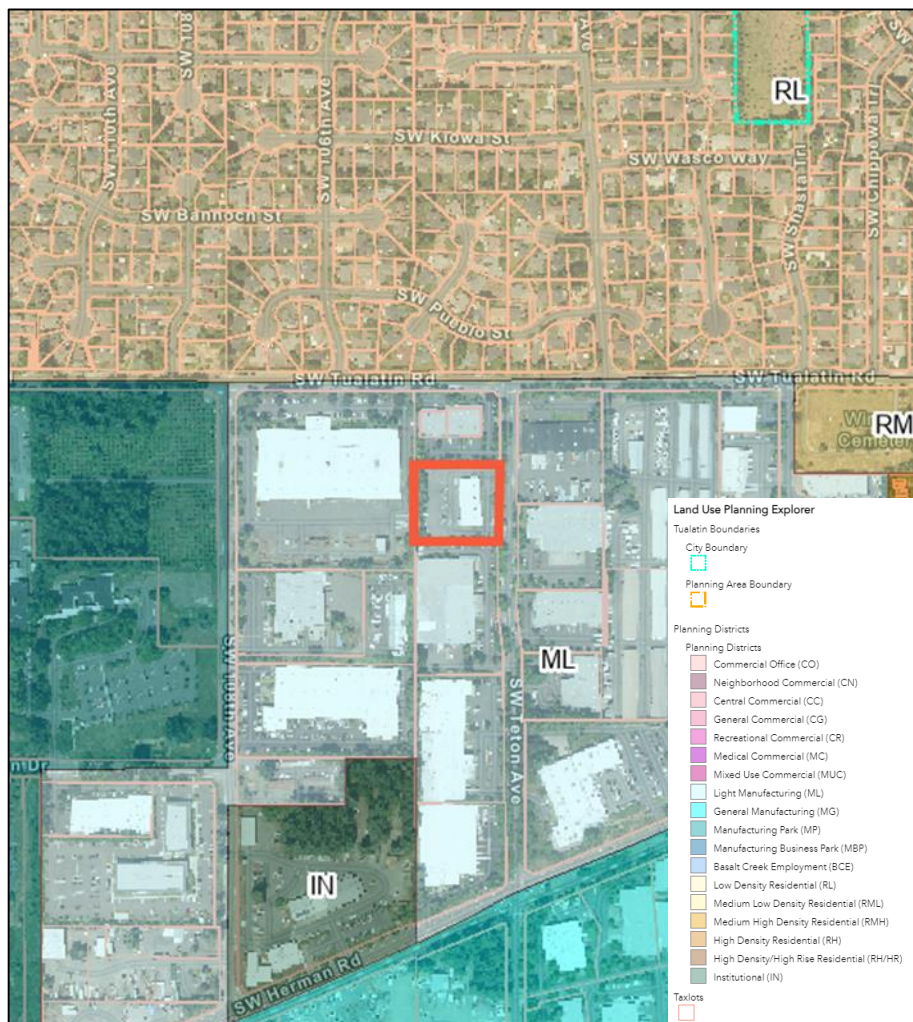 SW 108
Ave
SW
RL
SW 110th Ave
SW 106th Ave
SW Kiowa St
SW Wasco Way
SW Shasta Trl
SW Chippewa Trl
SW Bannoch St
SW Pueblo St
SW Tualatin Rd
SW Tualatin Rd
RM
Win
Cemete
Land Use Planning Explorer
Tualatin Boundaries
City Boundary
Planning Area Boundary
Planning Districts
Planning Districts
Commercial Office (CO)
Neighborhood Commercial (CN)
Central Commercial (CC)
General Commercial (CG)
Recreational Commercial (CR)
Medical Commercial (MC)
Mixed Use Commercial (MUC)
Light Manufacturing (ML)
General Manufacturing (MG)
Manufacturing Park (MP)
Manufacturing Business Park (MBP)
Basalt Creek Employment (BCE)
Low Density Residential (RL)
Medium Low Density Residential (RML)
Medium High Density Residential (RMH)
High Density Residential (RH)
High Density/High Rise Residential (RH/HR)
Institutional (IN)
Taxlots
ML
SW 108th Ave
SW Teton Ave
n Dr
IN
SW Herman Rd